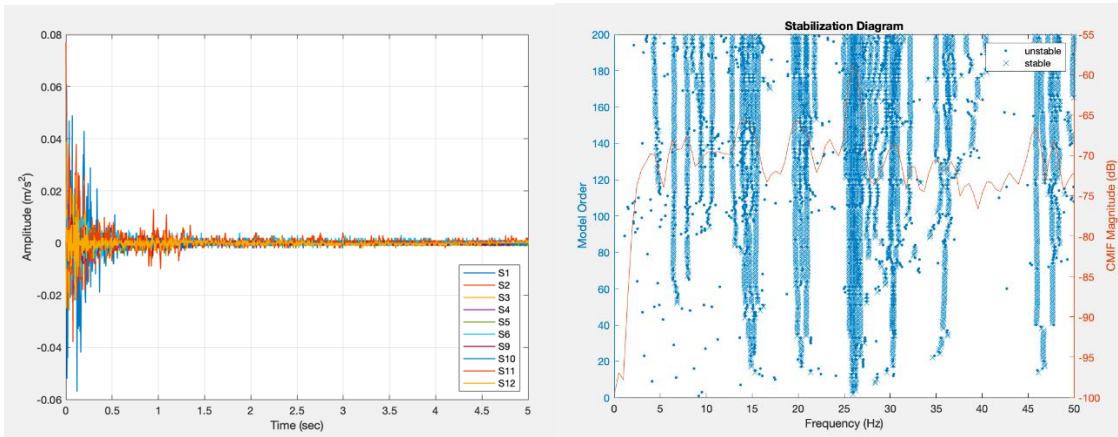 0.08
0.06
0.04
0.02
0
-0.02
-0.04
0.06
Amplitude (m/s²)
0
0.5
1
1.5
2
2.5
3
3.5
4
4.5
5
Time (sec)
S1
S2
S3
S4
S5
S6
S9
S10
S11
S12
Stabilization Diagram
200
180
160
140
120
100
80
60
40
20
0
Model Order
0
5
10
15
20
25
30
35
40
45
50
Frequency (Hz)
unstable
stable
-55
-60
-65
-70
-75
-80
-85
-90
-95
-100
CMIF Magnitude (dB)